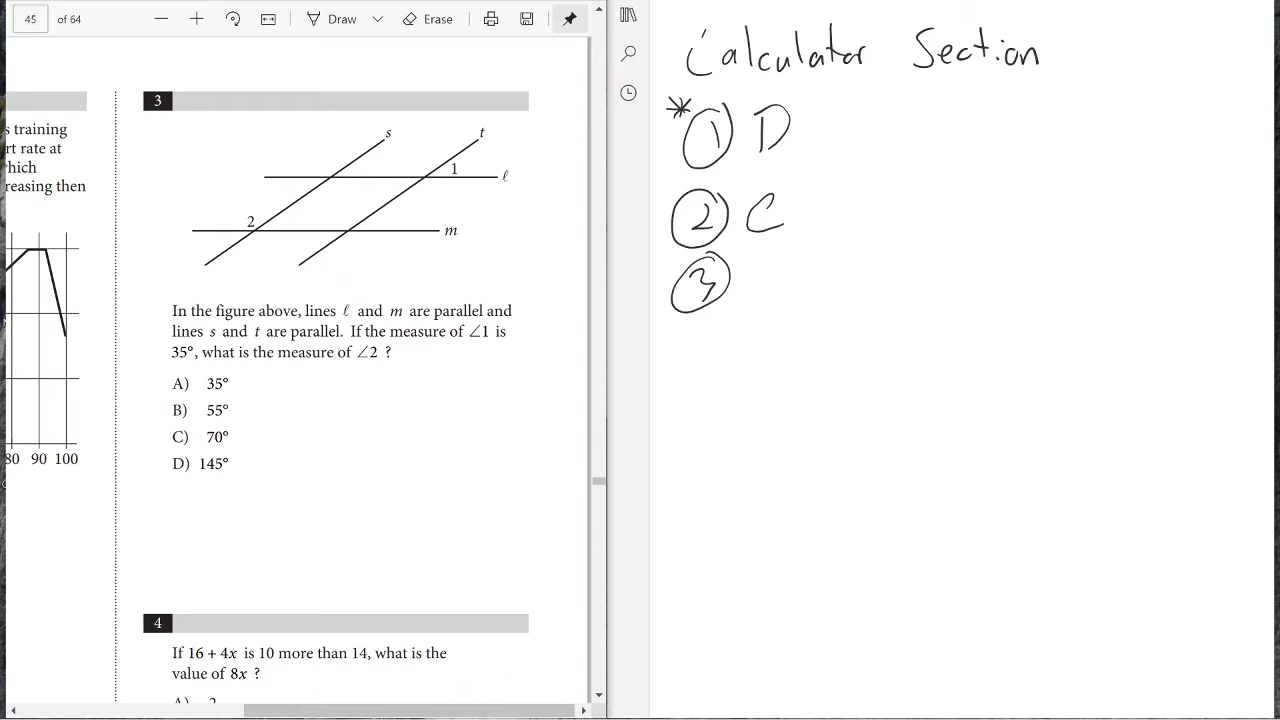 45 of 64
Draw
Erase
s training
rt rate at
hich
reasing then
80 90 100
3
s
t
1
ℓ
2
m
In the figure above, lines ℓ and m are parallel and
lines s and t are parallel. If the measure of ∠1 is
35°, what is the measure of ∠2 ?
A) 35°
B) 55°
C) 70°
D) 145°
4
If 16 + 4x is 10 more than 14, what is the
value of 8x ?
Calculator Section
*① D
② C
③